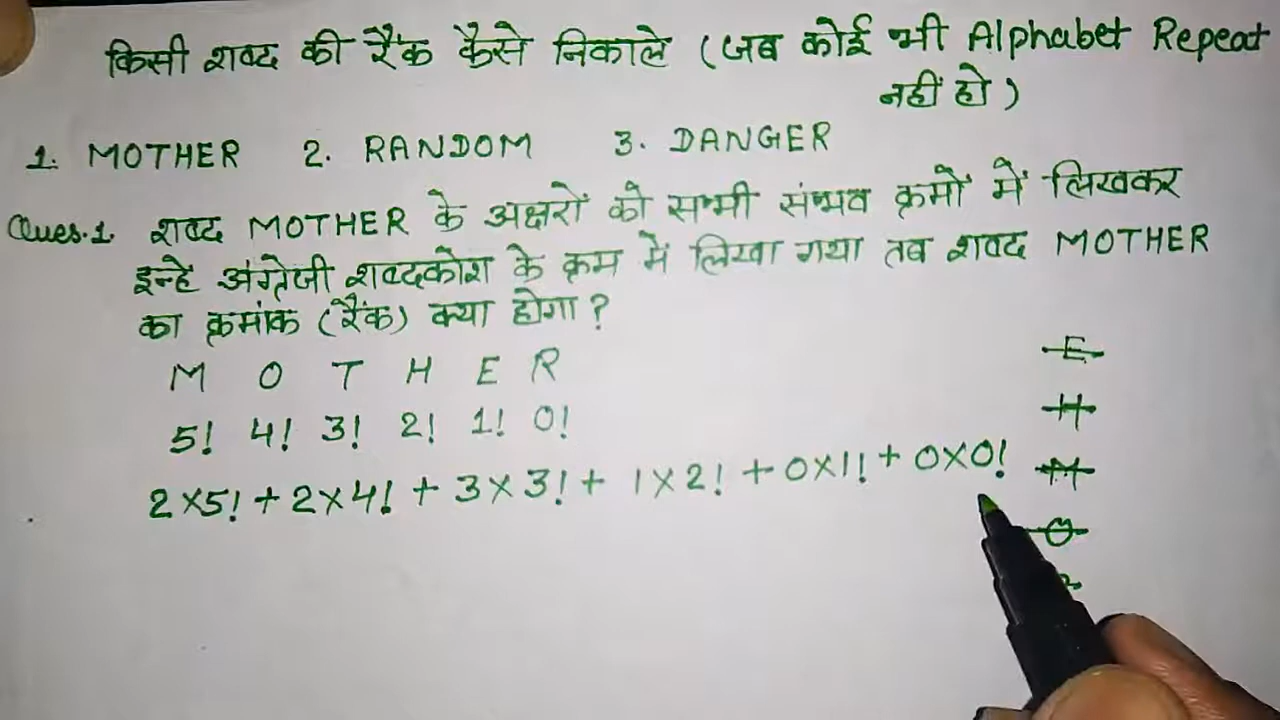 किसी शब्द की रैंक कैसे निकाले (जब कोई भी Alphabet Repeat
नहीं हो)
1. MOTHER 2. RANDOM 3. DANGER
Ques.1. शब्द MOTHER के अक्षरों को सभी संभव क्रमों में लिखकर
इन्हे अंग्रेजी शब्दकोश के क्रम में लिखा गया तब शब्द MOTHER
का क्रमांक (रैंक) क्या होगा?
M O T H E R
5! 4! 3! 2! 1! 0!
2×5! + 2×4! + 3×3! + 1×2! + 0×1! + 0×0!
E
H
M
O